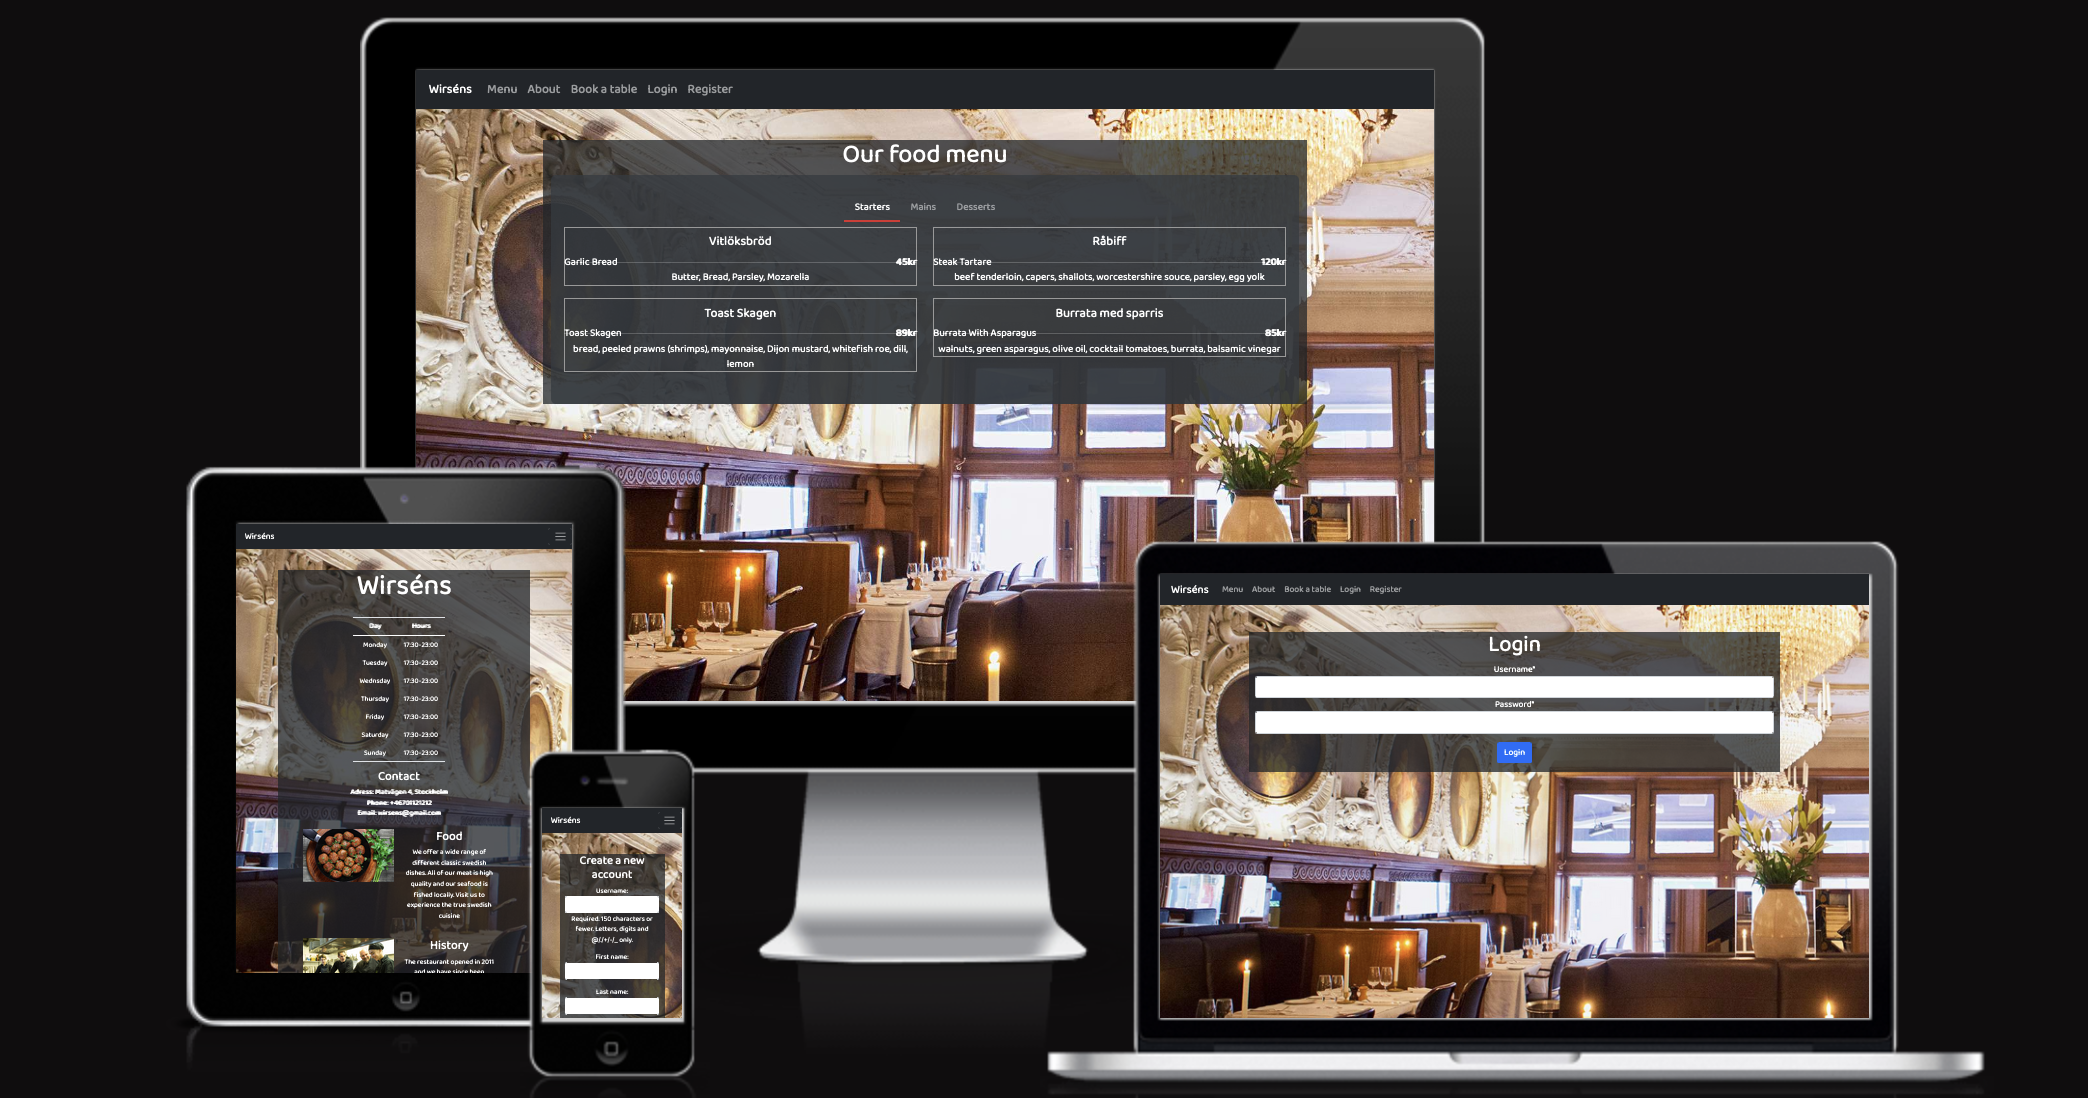 Wirséns Menu About Book a table Login Register
Our food menu
Starters Mains Desserts
Vitlöksbröd
Garlic Bread 45kr
Butter, Bread, Parsley, Mozarella
Råbiff
Steak Tartare 120kr
beef tenderloin, capers, shallots, worcestershire souce, parsley, egg yolk
Toast Skagen
Toast Skagen 89kr
bread, peeled prawns (shrimps), mayonnaise, Dijon mustard, whitefish roe, dill,
lemon
Burrata med sparris
Burrata With Asparagus 85kr
walnuts, green asparagus, olive oil, cocktail tomatoes, burrata, balsamic vinegar
Wirséns
Wirséns
Day Hours
Monday 17:30-23:00
Tuesday 17:30-23:00
Wednsday 17:30-23:00
Thursday 17:30-23:00
Friday 17:30-23:00
Saturday 17:30-23:00
Sunday 17:30-23:00
Contact
Adress: Matvägen 4, Stockholm
Phone: +46701121212
Email: wirsens@gmail.com
Food
We offer a wide range of
different classic swedish
dishes. All of our meat is high
quality and our seafood is
fished locally. Visit us to
experience the true swedish
cuisine
History
The restaurant opened in 2011
and we have since been
Wirséns
Create a new
account
Username:
Required. 150 characters or
fewer. Letters, digits and
@/./+/-/_ only.
First name:
Last name:
Wirséns Menu About Book a table Login Register
Login
Username*
Password*
Login